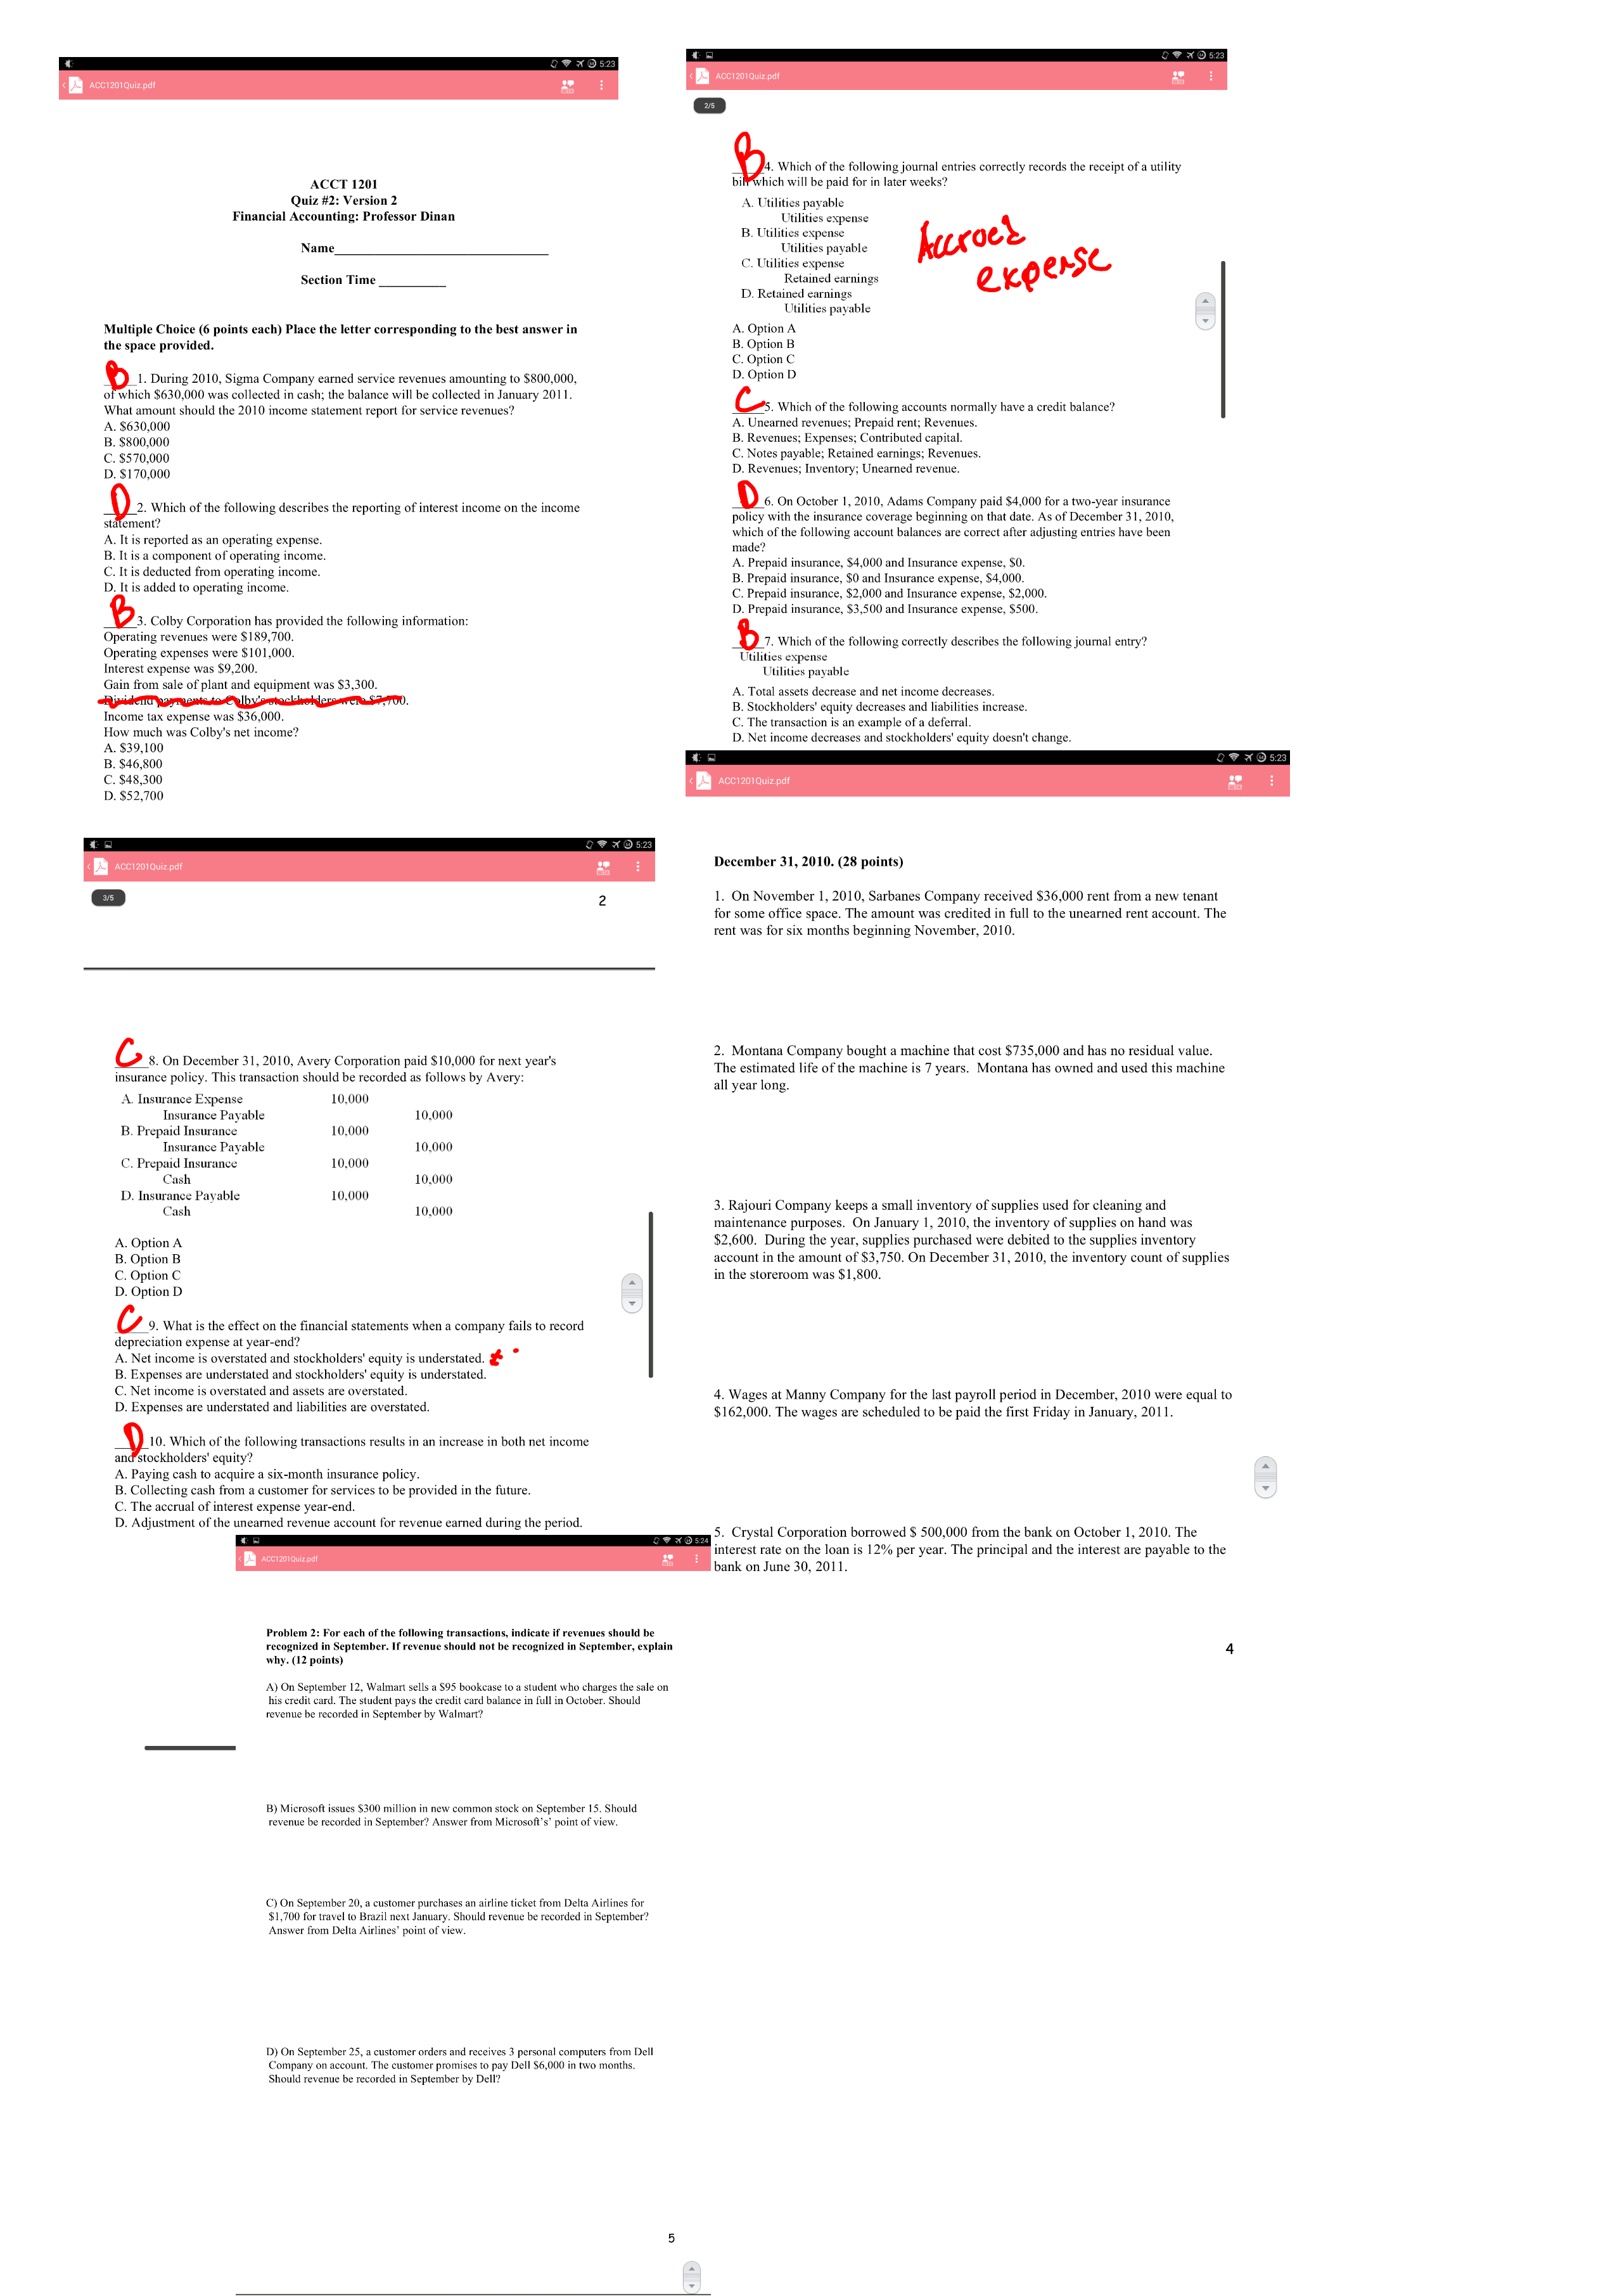 5:23
ACC1201Quiz.pdf
ACCT 1201
Quiz #2: Version 2
Financial Accounting: Professor Dinan
Name
Section Time
Multiple Choice (6 points each) Place the letter corresponding to the best answer in
the space provided.
B 1. During 2010, Sigma Company earned service revenues amounting to $800,000,
of which $630,000 was collected in cash; the balance will be collected in January 2011.
What amount should the 2010 income statement report for service revenues?
A. $630,000
B. $800,000
C. $570,000
D. $170,000
D 2. Which of the following describes the reporting of interest income on the income
statement?
A. It is reported as an operating expense.
B. It is a component of operating income.
C. It is deducted from operating income.
D. It is added to operating income.
B 3. Colby Corporation has provided the following information:
Operating revenues were $189,700.
Operating expenses were $101,000.
Interest expense was $9,200.
Gain from sale of plant and equipment was $3,300.
Dividend payments to Colby's stockholders were $7,700.
Income tax expense was $36,000.
How much was Colby's net income?
A. $39,100
B. $46,800
C. $48,300
D. $52,700
5:23
ACC1201Quiz.pdf
2/5
B 4. Which of the following journal entries correctly records the receipt of a utility
bill which will be paid for in later weeks?
A. Utilities payable
Utilities expense
B. Utilities expense
Utilities payable
C. Utilities expense
Retained earnings
D. Retained earnings
Utilities payable
Accroed
expense
A. Option A
B. Option B
C. Option C
D. Option D
C 5. Which of the following accounts normally have a credit balance?
A. Unearned revenues; Prepaid rent; Revenues.
B. Revenues; Expenses; Contributed capital.
C. Notes payable; Retained earnings; Revenues.
D. Revenues; Inventory; Unearned revenue.
D 6. On October 1, 2010, Adams Company paid $4,000 for a two-year insurance
policy with the insurance coverage beginning on that date. As of December 31, 2010,
which of the following account balances are correct after adjusting entries have been
made?
A. Prepaid insurance, $4,000 and Insurance expense, $0.
B. Prepaid insurance, $0 and Insurance expense, $4,000.
C. Prepaid insurance, $2,000 and Insurance expense, $2,000.
D. Prepaid insurance, $3,500 and Insurance expense, $500.
B 7. Which of the following correctly describes the following journal entry?
Utilities expense
Utilities payable
A. Total assets decrease and net income decreases.
B. Stockholders' equity decreases and liabilities increase.
C. The transaction is an example of a deferral.
D. Net income decreases and stockholders' equity doesn't change.
5:23
ACC1201Quiz.pdf
3/5
2
C 8. On December 31, 2010, Avery Corporation paid $10,000 for next year's
insurance policy. This transaction should be recorded as follows by Avery:
A. Insurance Expense 10,000
Insurance Payable 10,000
B. Prepaid Insurance 10,000
Insurance Payable 10,000
C. Prepaid Insurance 10,000
Cash 10,000
D. Insurance Payable 10,000
Cash 10,000
A. Option A
B. Option B
C. Option C
D. Option D
C 9. What is the effect on the financial statements when a company fails to record
depreciation expense at year-end?
A. Net income is overstated and stockholders' equity is understated.
B. Expenses are understated and stockholders' equity is understated.
C. Net income is overstated and assets are overstated.
D. Expenses are understated and liabilities are overstated.
D 10. Which of the following transactions results in an increase in both net income
and stockholders' equity?
A. Paying cash to acquire a six-month insurance policy.
B. Collecting cash from a customer for services to be provided in the future.
C. The accrual of interest expense year-end.
D. Adjustment of the unearned revenue account for revenue earned during the period.
5:23
ACC1201Quiz.pdf
December 31, 2010. (28 points)
1. On November 1, 2010, Sarbanes Company received $36,000 rent from a new tenant
for some office space. The amount was credited in full to the unearned rent account. The
rent was for six months beginning November, 2010.
2. Montana Company bought a machine that cost $735,000 and has no residual value.
The estimated life of the machine is 7 years. Montana has owned and used this machine
all year long.
3. Rajouri Company keeps a small inventory of supplies used for cleaning and
maintenance purposes. On January 1, 2010, the inventory of supplies on hand was
$2,600. During the year, supplies purchased were debited to the supplies inventory
account in the amount of $3,750. On December 31, 2010, the inventory count of supplies
in the storeroom was $1,800.
4. Wages at Manny Company for the last payroll period in December, 2010 were equal to
$162,000. The wages are scheduled to be paid the first Friday in January, 2011.
5. Crystal Corporation borrowed $ 500,000 from the bank on October 1, 2010. The
interest rate on the loan is 12% per year. The principal and the interest are payable to the
bank on June 30, 2011.
4
5:24
ACC1201Quiz.pdf
Problem 2: For each of the following transactions, indicate if revenues should be
recognized in September. If revenue should not be recognized in September, explain
why. (12 points)
A) On September 12, Walmart sells a $95 bookcase to a student who charges the sale on
his credit card. The student pays the credit card balance in full in October. Should
revenue be recorded in September by Walmart?
B) Microsoft issues $300 million in new common stock on September 15. Should
revenue be recorded in September? Answer from Microsoft's' point of view.
C) On September 20, a customer purchases an airline ticket from Delta Airlines for
$1,700 for travel to Brazil next January. Should revenue be recorded in September?
Answer from Delta Airlines' point of view.
D) On September 25, a customer orders and receives 3 personal computers from Dell
Company on account. The customer promises to pay Dell $6,000 in two months.
Should revenue be recorded in September by Dell?
5